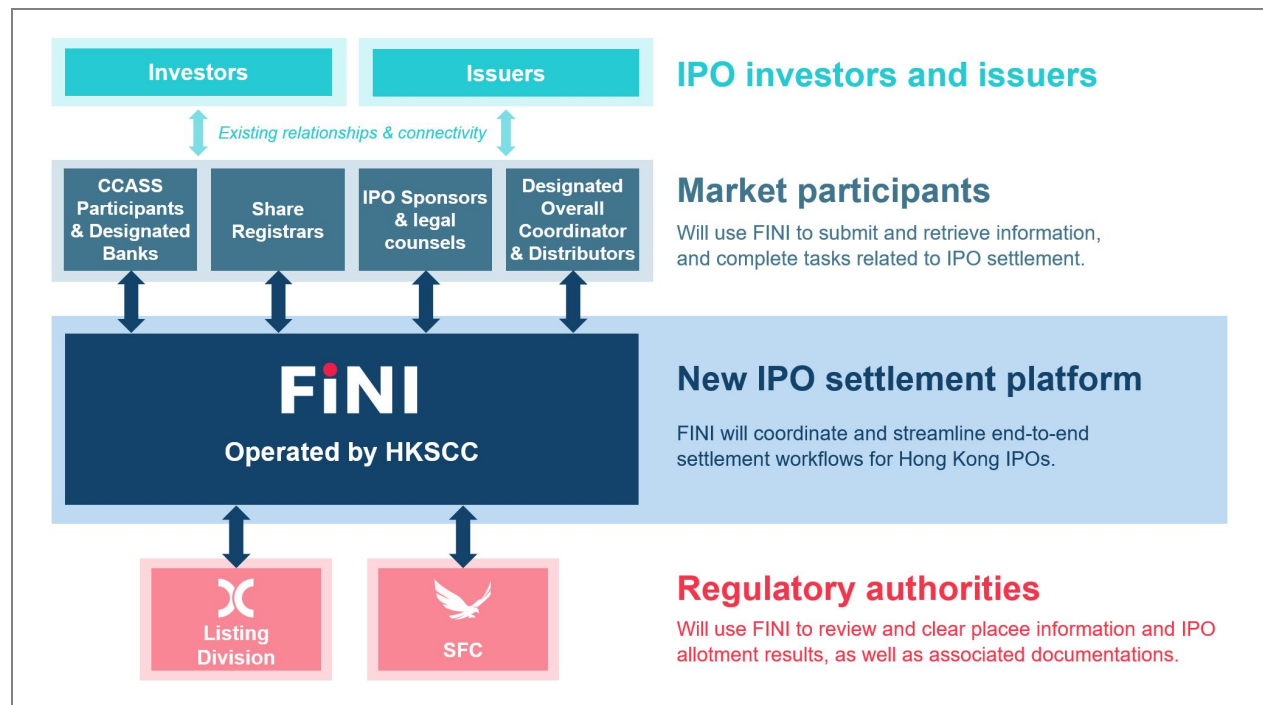 Investors
Issuers
IPO investors and issuers
Existing relationships & connectivity
CCASS
Participants
& Designated
Banks
Share
Registrars
IPO Sponsors
& legal
counsels
Designated
Overall
Coordinator
& Distributors
Market participants
Will use FINI to submit and retrieve information,
and complete tasks related to IPO settlement.
FiNI
Operated by HKSCC
New IPO settlement platform
FINI will coordinate and streamline end-to-end
settlement workflows for Hong Kong IPOs.
Listing
Division
SFC
Regulatory authorities
Will use FINI to review and clear placee information and IPO
allotment results, as well as associated documentations.